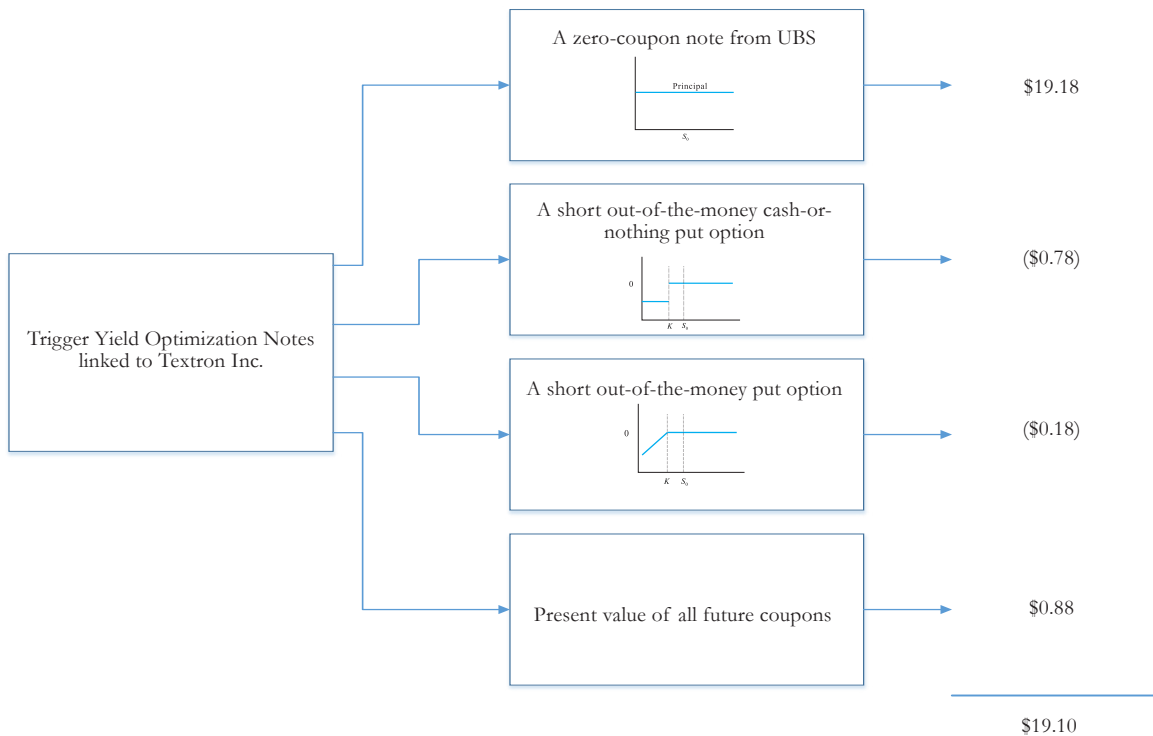 A zero-coupon note from UBS
Principal
S0
$19.18
A short out-of-the-money cash-or-
nothing put option
0
K
S0
($0.78)
Trigger Yield Optimization Notes
linked to Textron Inc.
A short out-of-the-money put option
0
K
S0
($0.18)
Present value of all future coupons
$0.88
$19.10